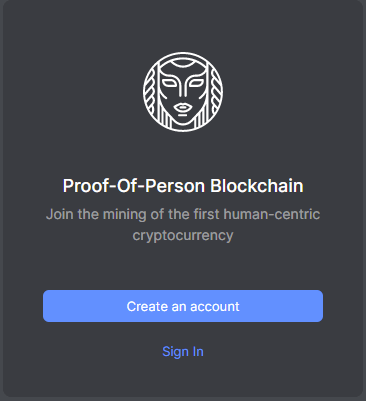 Proof-Of-Person Blockchain
Join the mining of the first human-centric
cryptocurrency
Create an account
Sign In